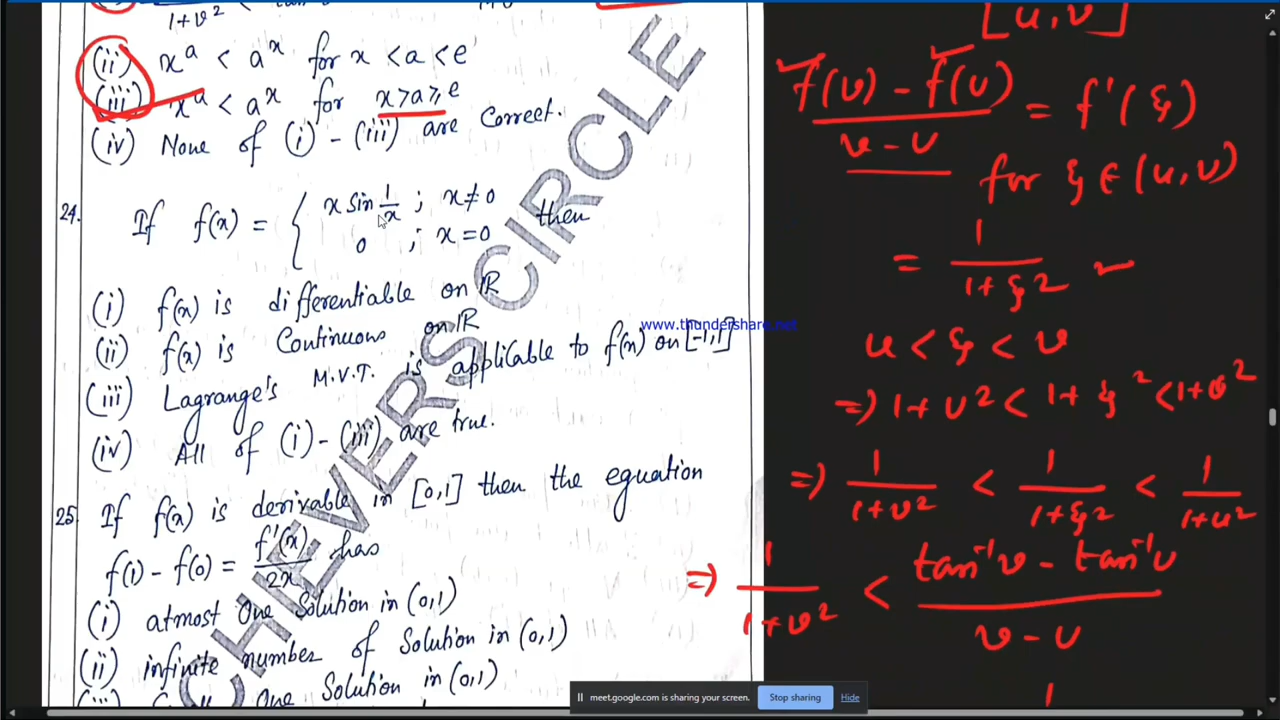 1+v²
(ii) x^a < a^x for x < a < e
(iii) x^a < a^x for x > a ≥ e
(iv) None of (i) - (iii) are Correct.
24. If f(x) = { x sin 1/x ; x ≠ 0
0 ; x = 0 then
(i) f(x) is differentiable on R
(ii) f(x) is Continuous on R
(iii) Lagrange's M.V.T. is applicable to f(x) on [-1,1]
(iv) All of (i) - (iii) are true.
25 If f(x) is derivable in [0,1] then the equation
f(1) - f(0) = f'(x)/2x has
(i) atmost One Solution in (0,1)
(ii) infinite number of Solution in (0,1)
One Solution in (0,1)
CHIEVERS CIRCLE
www.thundershare.net
[u, v]
f(v) - f(u) / v - u = f'(ξ)
for ξ ∈ (u, v)
= 1/1+ξ²
u < ξ < v
=> 1+u² < 1+ξ² < 1+v²
=> 1/1+v² < 1/1+ξ² < 1/1+u²
=> 1/1+v² < tan⁻¹v - tan⁻¹u / v - u
1
meet.google.com is sharing your screen.
Stop sharing
Hide